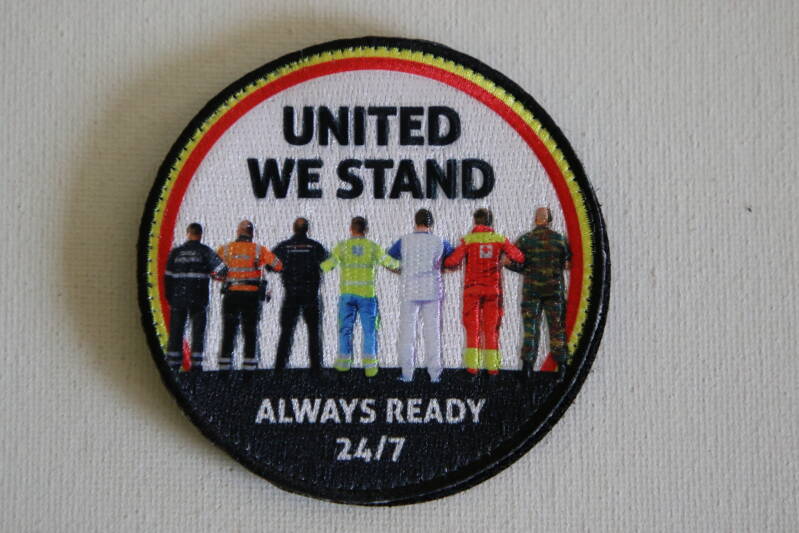 UNITED
WE STAND
ALWAYS READY
24/7